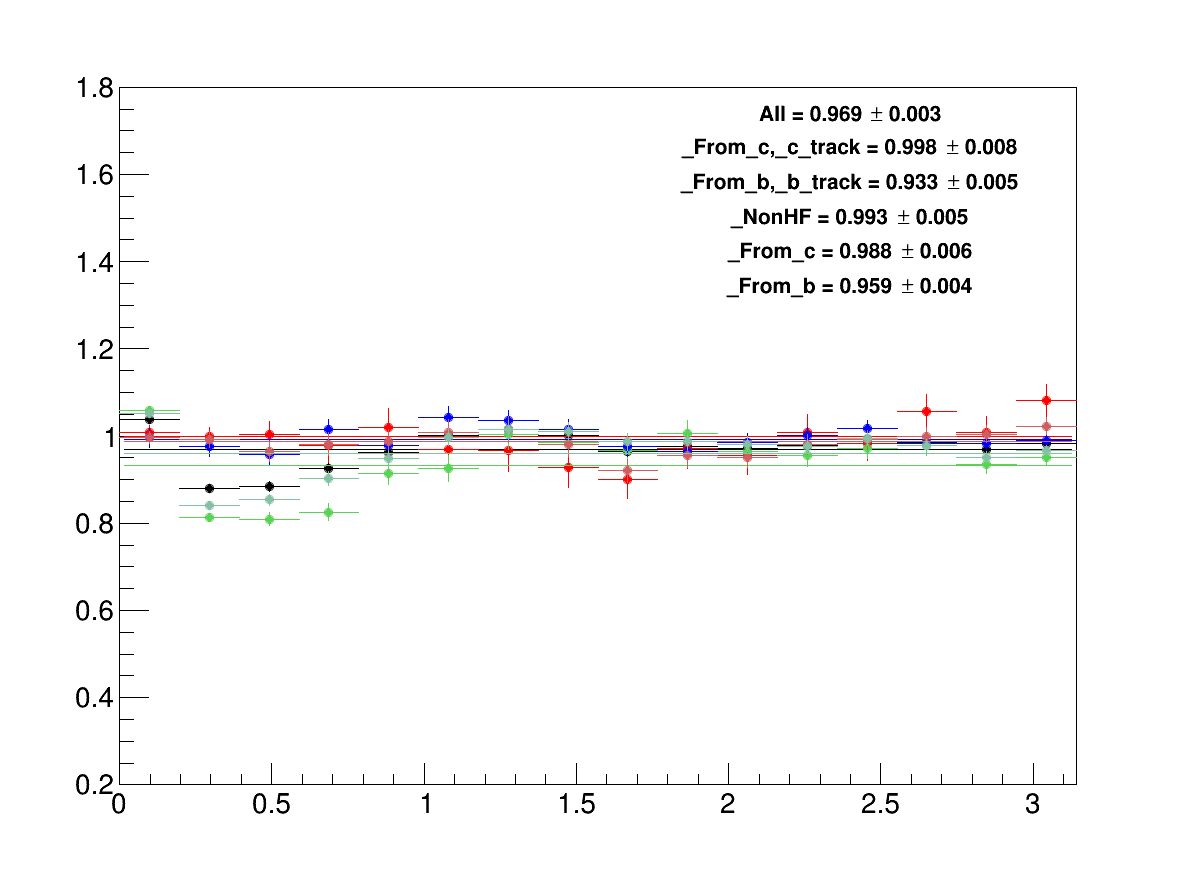 1.8
1.6
1.4
1.2
1
0.8
0.6
0.4
0.2
All = 0.969 ± 0.003
_From_c,_c_track = 0.998 ± 0.008
_From_b,_b_track = 0.933 ± 0.005
_NonHF = 0.993 ± 0.005
_From_c = 0.988 ± 0.006
_From_b = 0.959 ± 0.004
0 0.5 1 1.5 2 2.5 3